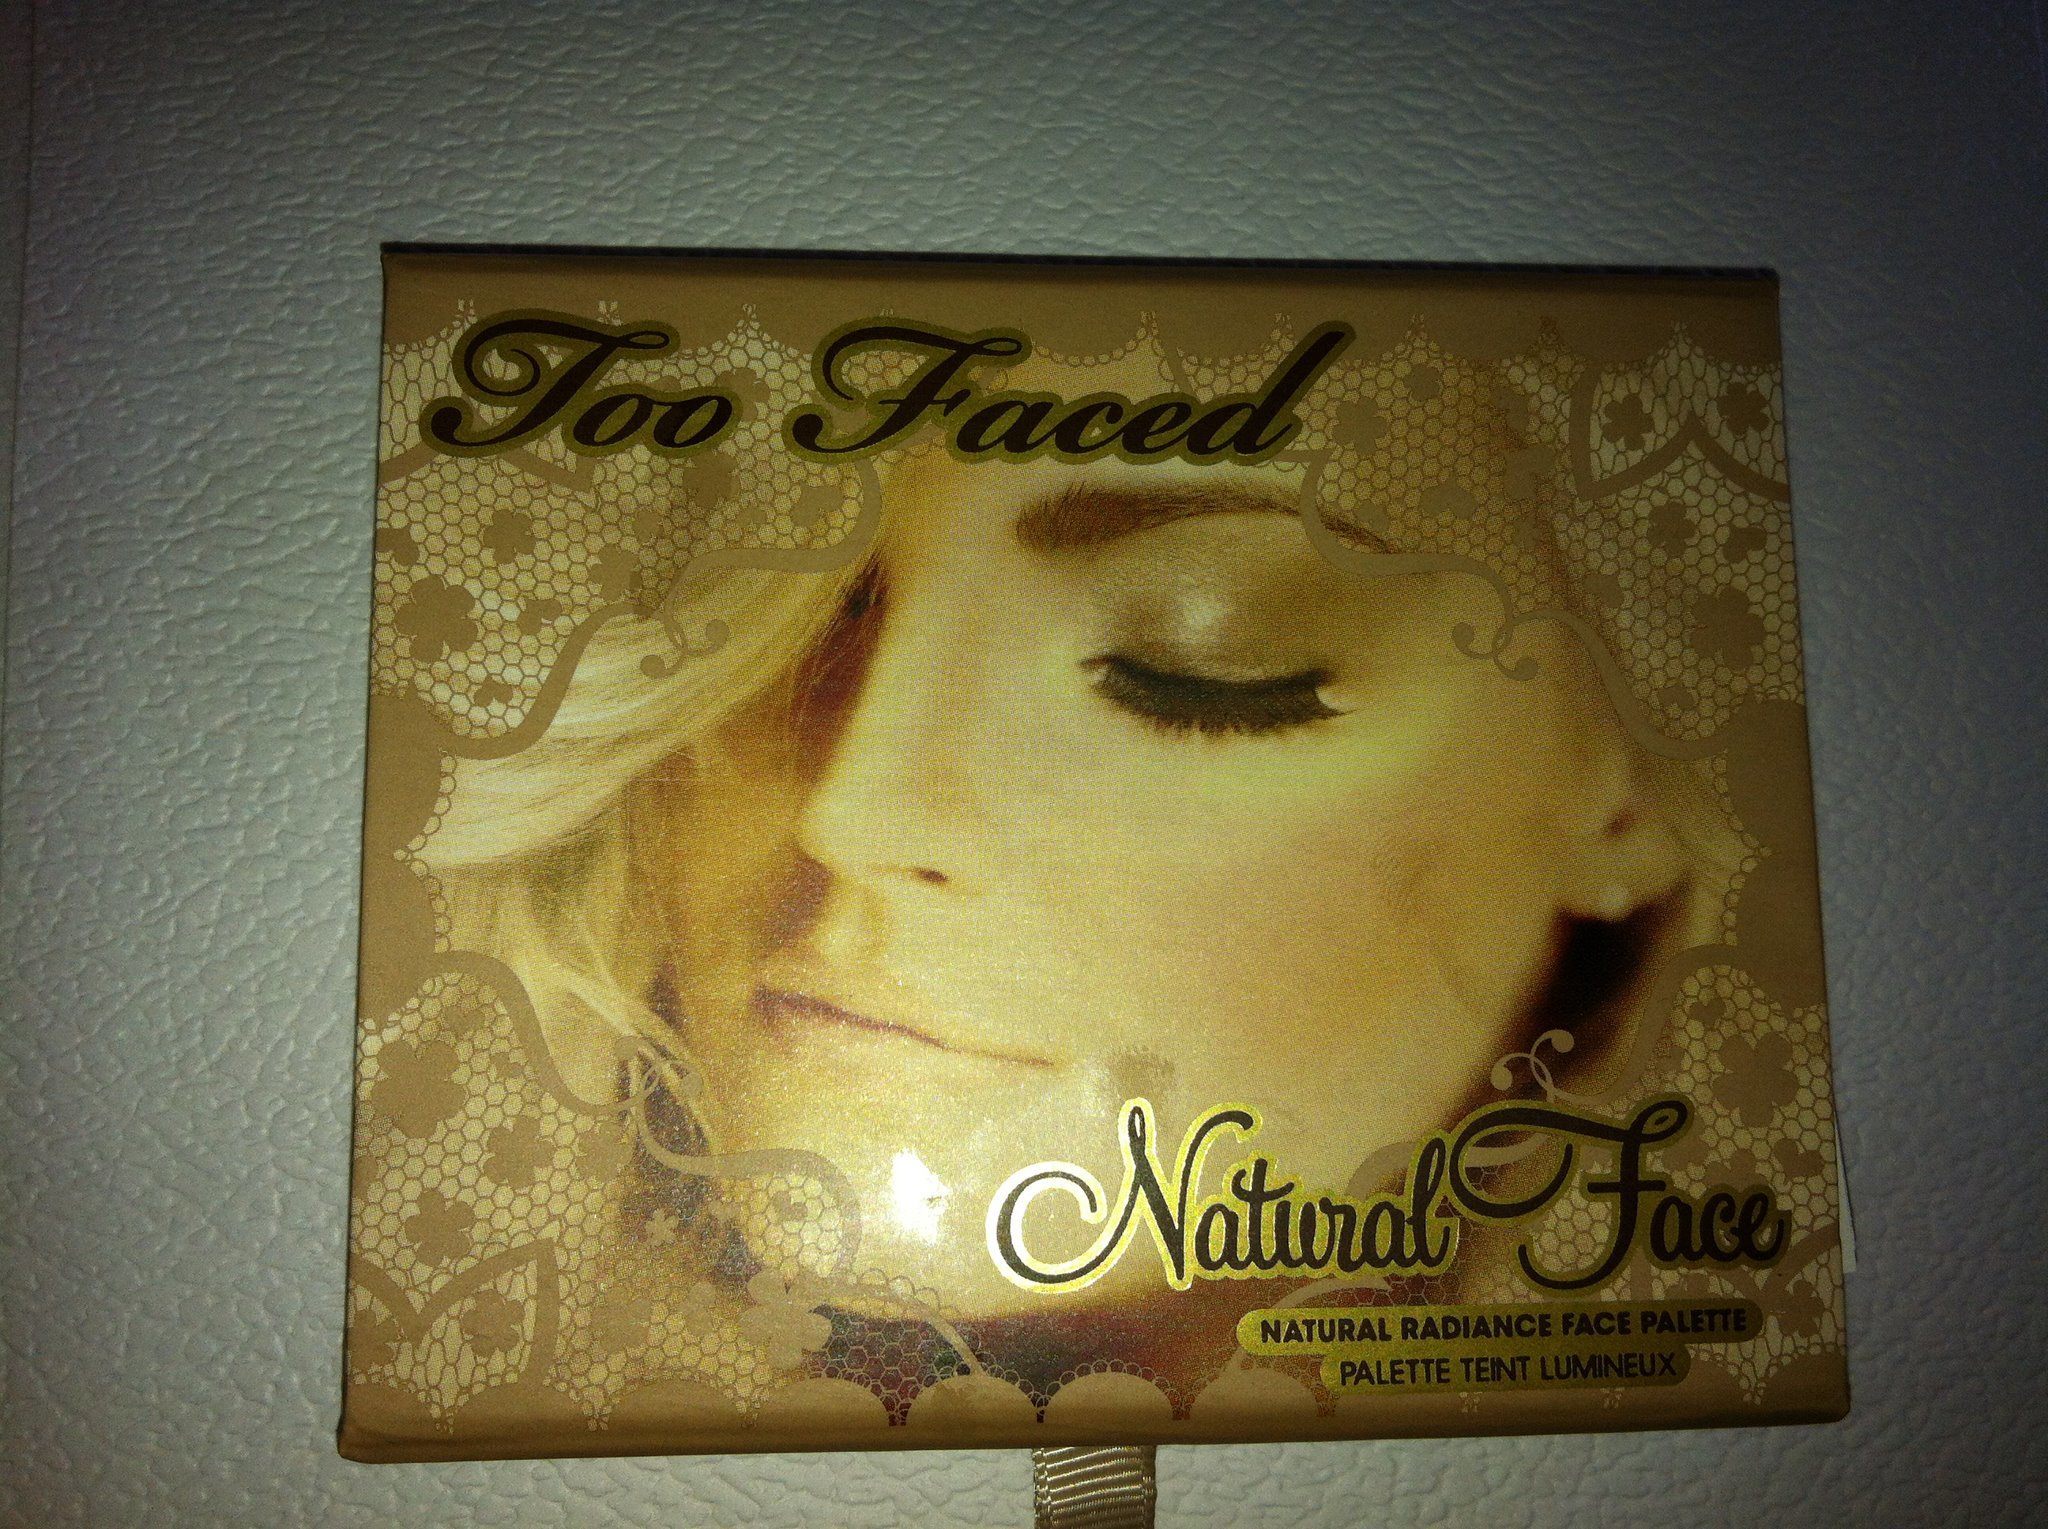 Too Faced
Natural Face
NATURAL RADIANCE FACE PALETTE
PALETTE TEINT LUMINEUX